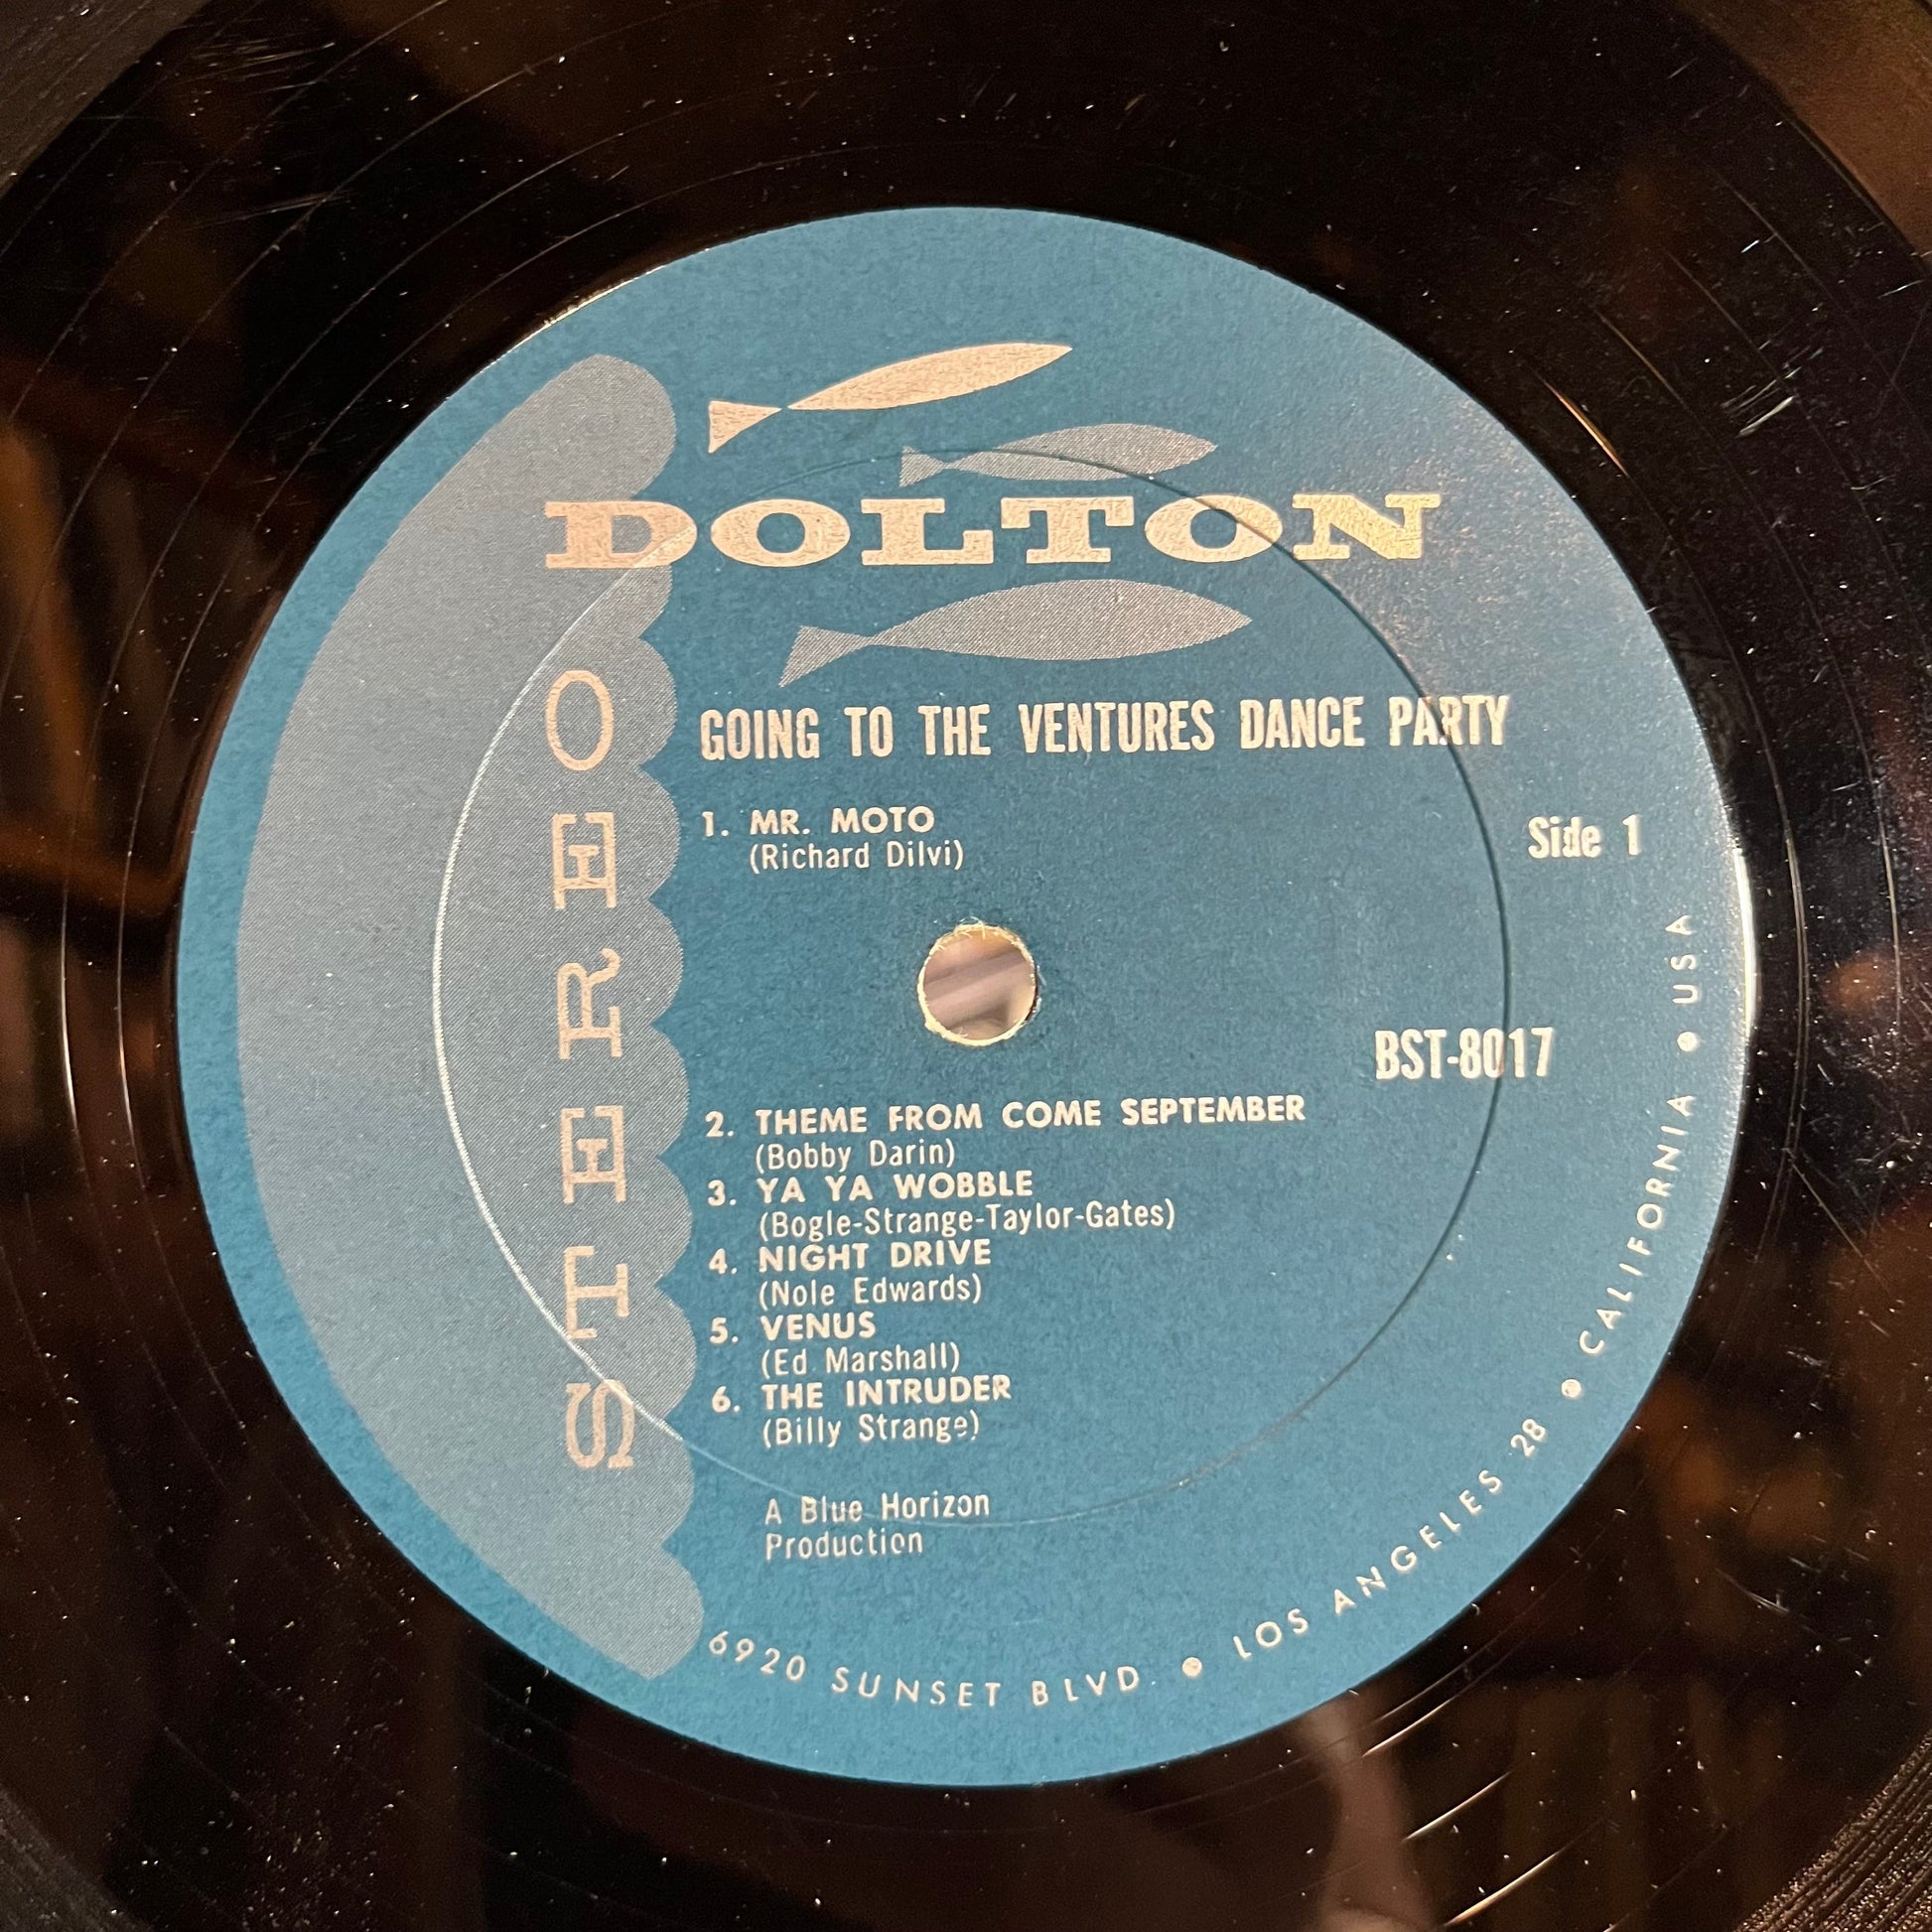 DOLTON
STEREO
GOING TO THE VENTURES DANCE PARTY
1. MR. MOTO
(Richard Dilvi)
Side 1
BST-8017
2. THEME FROM COME SEPTEMBER
(Bobby Darin)
3. YA YA WOBBLE
(Bogle-Strange-Taylor-Gates)
4. NIGHT DRIVE
(Nole Edwards)
5. VENUS
(Ed Marshall)
6. THE INTRUDER
(Billy Strange)
A Blue Horizon
Production
6920 SUNSET BLVD • LOS ANGELES 28 • CALIFORNIA • USA